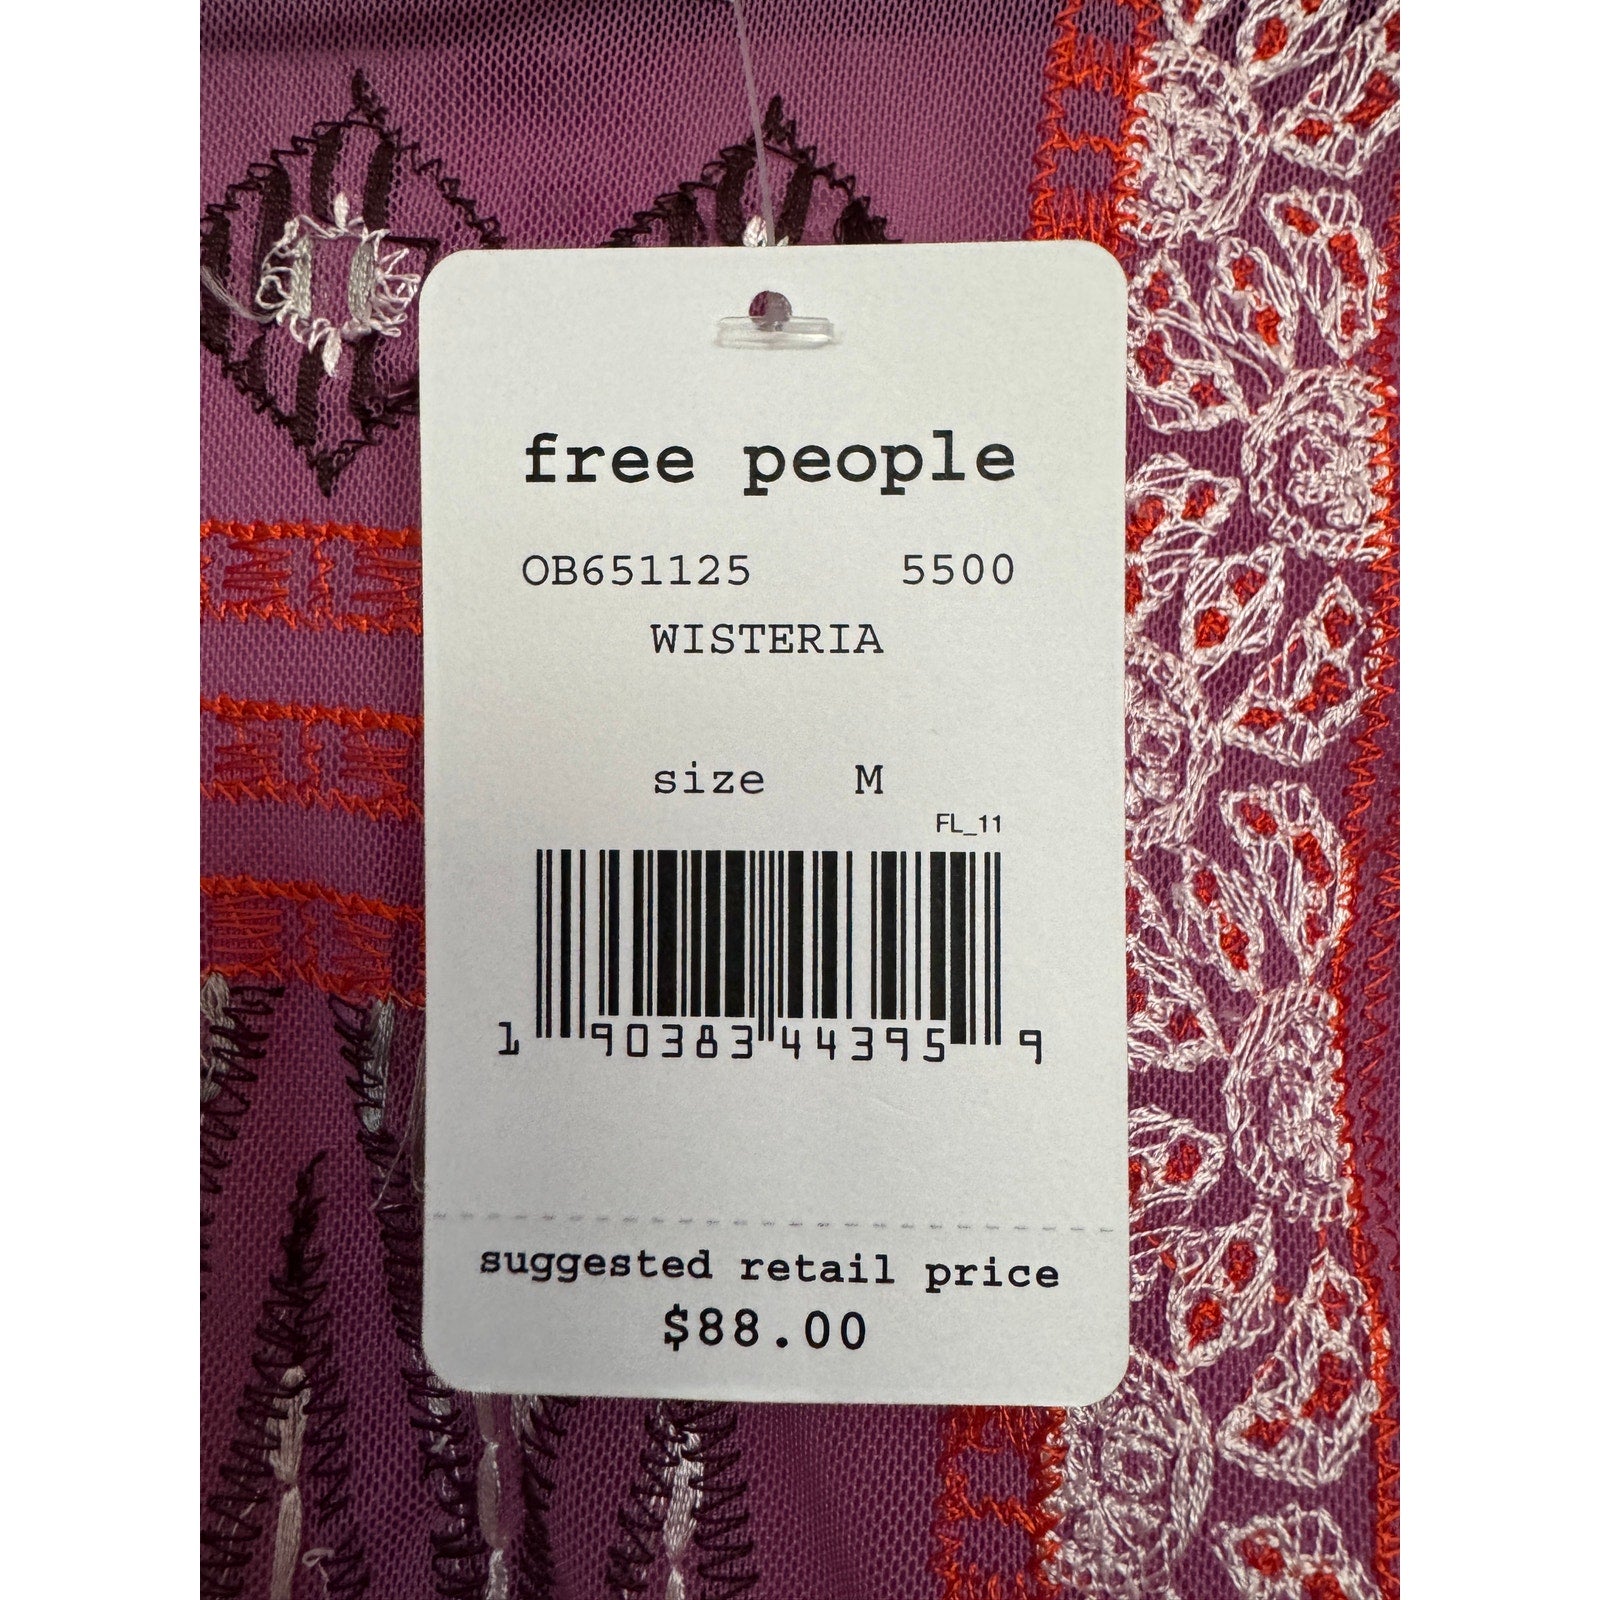 free people
OB651125 5500
WISTERIA
size M
FL_11
1 90383 44395 9
suggested retail price
$88.00